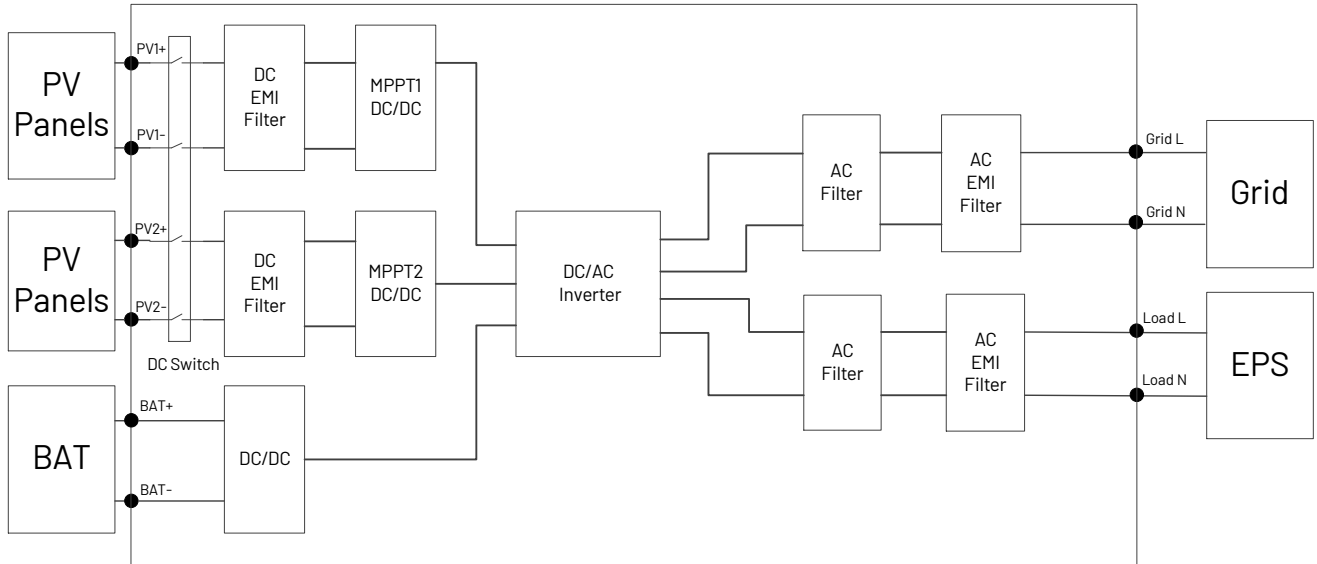 PV
Panels
PV1+
PV1-
DC
EMI
Filter
MPPT1
DC/DC
PV
Panels
PV2+
PV2-
DC Switch
DC
EMI
Filter
MPPT2
DC/DC
BAT
BAT+
BAT-
DC/DC
DC/AC
Inverter
AC
Filter
AC
EMI
Filter
Grid L
Grid N
Grid
AC
Filter
AC
EMI
Filter
Load L
Load N
EPS